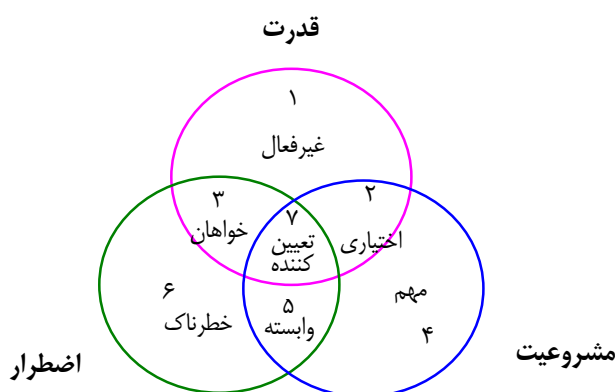 قدرت
۱
غیرفعال
۲
۳
اختیاری
خواهان
۷
تعیین
کننده
مهم
۴
۵
وابسته
۶
خطرناک
مشروعیت
اضطرار